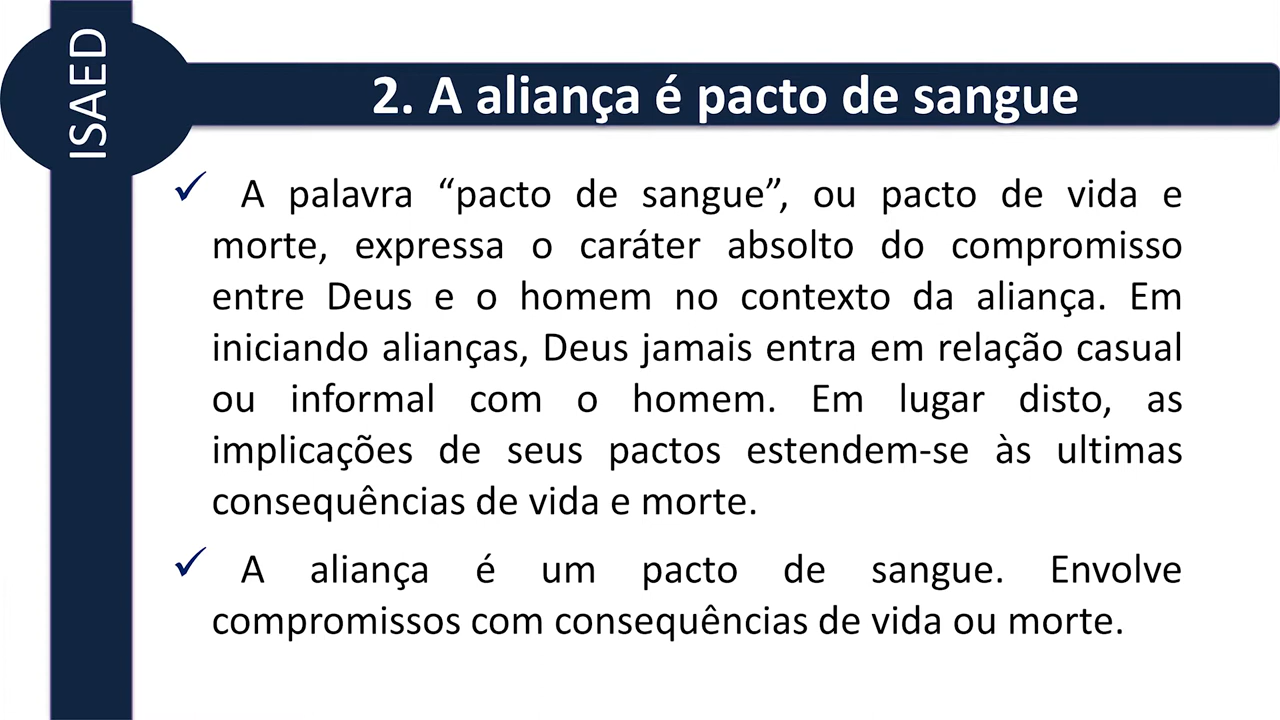 ISAED
2. A aliança é pacto de sangue
✓ A palavra “pacto de sangue”, ou pacto de vida e
morte, expressa o caráter absolto do compromisso
entre Deus e o homem no contexto da aliança. Em
iniciando alianças, Deus jamais entra em relação casual
ou informal com o homem. Em lugar disto, as
implicações de seus pactos estendem-se às ultimas
consequências de vida e morte.
✓ A aliança é um pacto de sangue. Envolve
compromissos com consequências de vida ou morte.